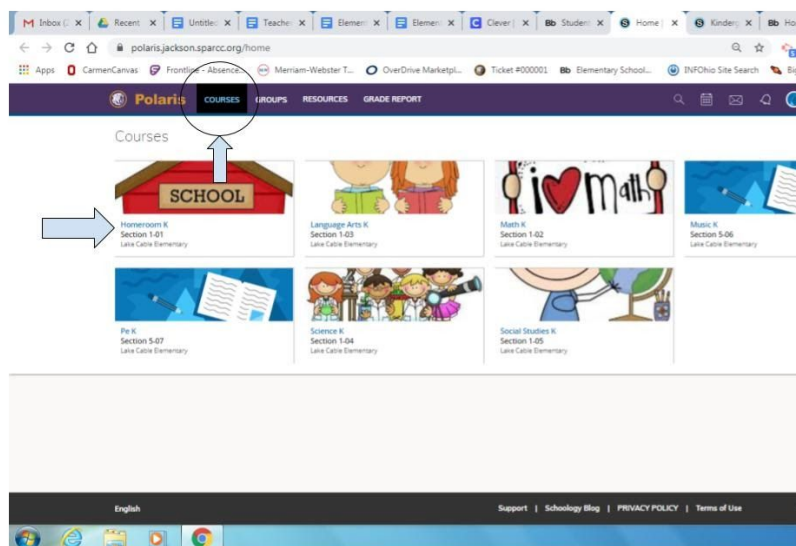 Inbox (2
Recent
Untitled
Teacher
Element
Element
Clever |
Bb Student
Home |
Kinderg
Bb Ho
polaris.jackson.sparcc.org/home
Apps
CarmenCanvas
Frontline - Absence...
Merriam-Webster T...
OverDrive Marketpl...
Ticket #000001
Bb Elementary School...
INFOhio Site Search
Polaris
COURSES
GROUPS
RESOURCES
GRADE REPORT
Courses
SCHOOL
i Math
Homeroom K
Section 1-01
Lake Cable Elementary
Language Arts K
Section 1-03
Lake Cable Elementary
Math K
Section 1-02
Lake Cable Elementary
Music K
Section 5-06
Lake Cable Elementary
Pe K
Section 5-07
Lake Cable Elementary
Science K
Section 1-04
Lake Cable Elementary
Social Studies K
Section 1-05
Lake Cable Elementary
English
Support | Schoology Blog | PRIVACY POLICY | Terms of Use